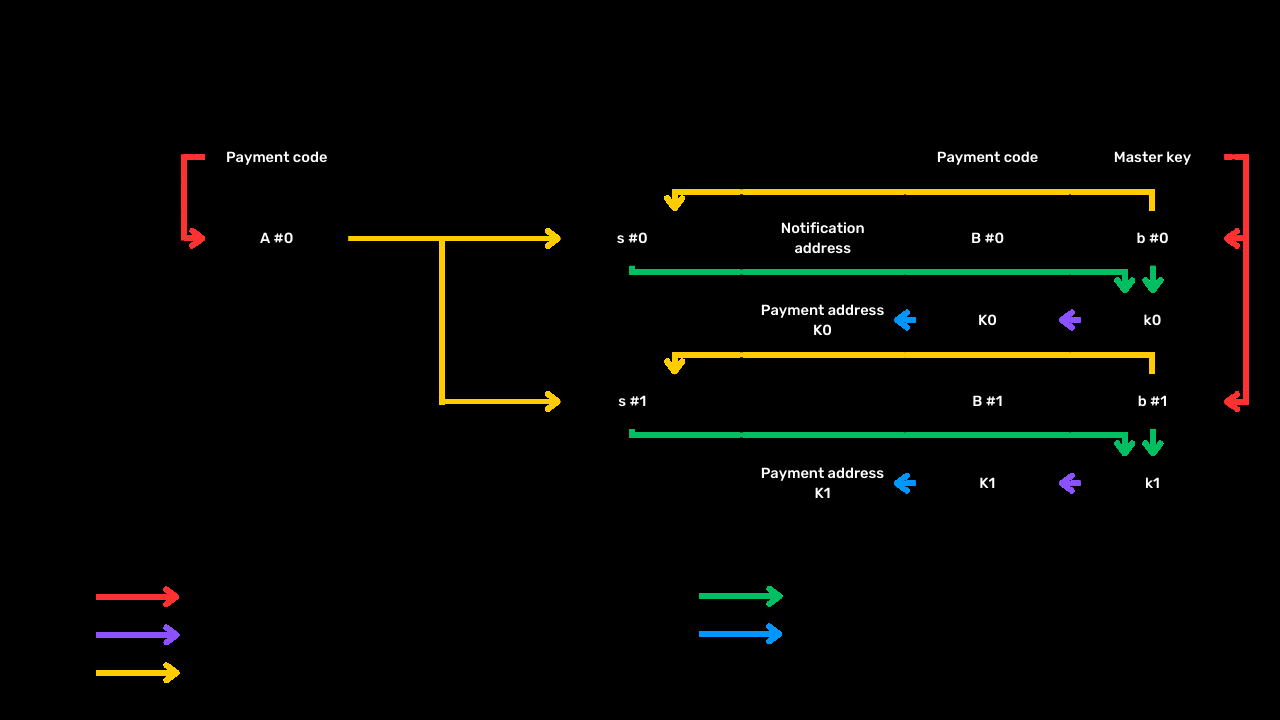 Payment code
Payment code
Master key
A #0
s #0
Notification
address
B #0
b #0
Payment address
K0
K0
k0
s #1
B #1
b #1
Payment address
K1
K1
k1